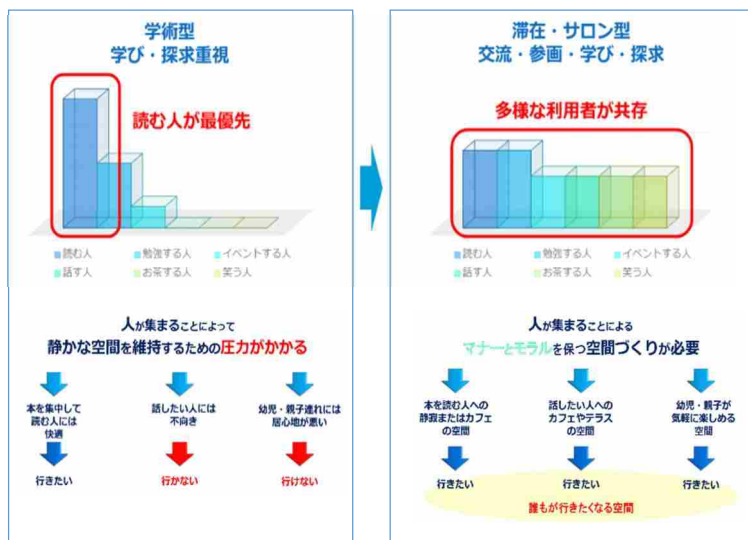 学術型
学び・探求重視
読む人が最優先
読む人
勉強する人
イベントする人
話す人
お茶する人
笑う人
人が集まることによって
静かな空間を維持するための圧力がかかる
本を集中して
読む人には
快適
話したい人には
不向き
幼児・親子連れには
居心地が悪い
行きたい
行かない
行けない
滞在・サロン型
交流・参画・学び・探求
多様な利用者が共存
読む人
勉強する人
イベントする人
話す人
お茶する人
笑う人
人が集まることによる
マナーとモラルを保つ空間づくりが必要
本を読む人への
静寂またはカフェ
の空間
話したい人への
カフェやテラス
の空間
幼児・親子が
気軽に楽しめる
空間
行きたい
行きたい
行きたい
誰もが行きたくなる空間